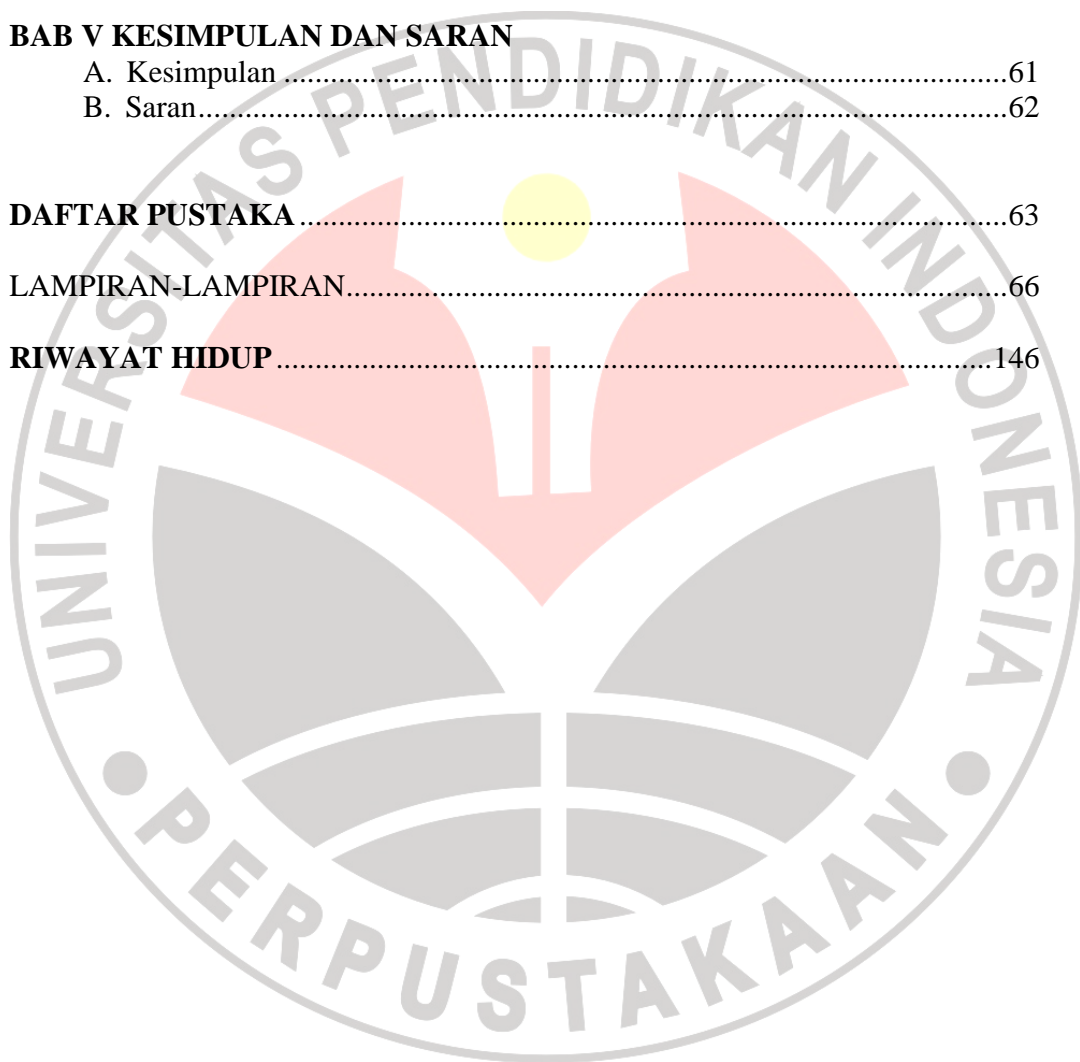 BAB V KESIMPULAN DAN SARAN
A. Kesimpulan ...........................................................................................61
B. Saran......................................................................................................62
DAFTAR PUSTAKA .........................................................................................63
LAMPIRAN-LAMPIRAN...................................................................................66
RIWAYAT HIDUP ..........................................................................................146
UNIVERSITAS PENDIDIKAN INDONESIA
PERPUSTAKAAN